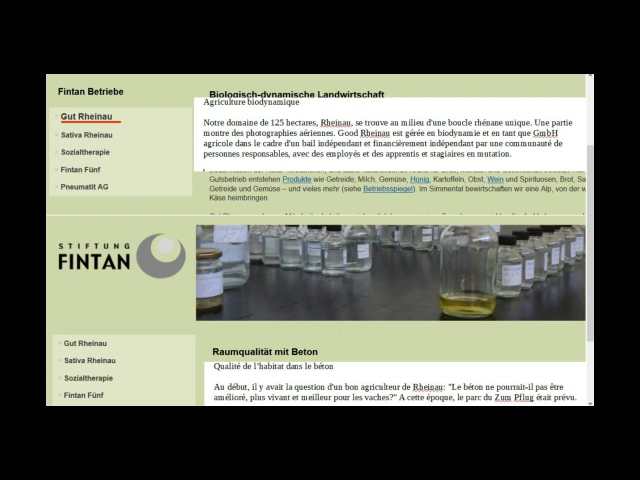 Fintan Betriebe
Gut Rheinau
Sativa Rheinau
Sozialtherapie
Fintan Fünf
Pneumatit AG
Biologisch-dynamische Landwirtschaft
Agriculture biodynamique
Notre domaine de 125 hectares, Rheinau, se trouve au milieu d'une boucle rhénane unique. Une partie
montre des photographies aériennes. Good Rheinau est gérée en biodynamie et en tant que GmbH
agricole dans le cadre d'un bail indépendant et financièrement indépendant par une communauté de
personnes responsables, avec des employés et des apprentis et stagiaires en mutation.
Gutsbetrieb entstehen Produkte wie Getreide, Milch, Gemüse, Honig, Kartoffeln, Obst, Wein und Spirituosen, Brot, Sa
Getreide und Gemüse – und vieles mehr (siehe Betriebsspiegel). Im Simmental bewirtschaften wir eine Alp, von der w
Käse heimbringen.
STIFTUNG
FINTAN
Gut Rheinau
Sativa Rheinau
Sozialtherapie
Fintan Fünf
Raumqualität mit Beton
Qualité de l'habitat dans le béton
Au début, il y avait la question d'un bon agriculteur de Rheinau: "Le béton ne pourrait-il pas être
amélioré, plus vivant et meilleur pour les vaches?" A cette époque, le parc du Zum Pflug était prévu.